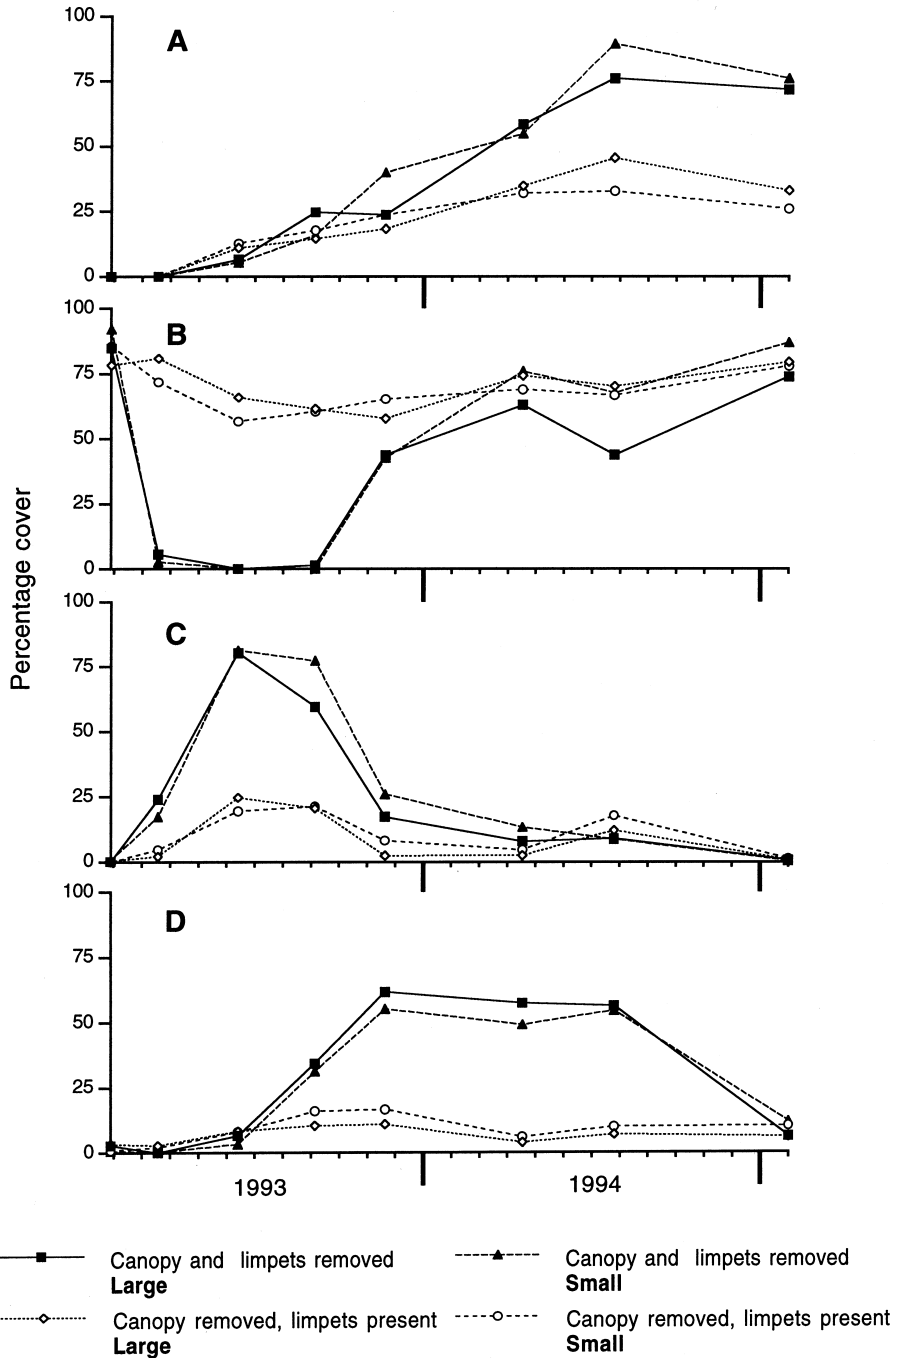 100
A
75
50
25
0
100
B
75
50
25
0
Percentage cover
100
C
75
50
25
0
100
D
75
50
25
0
1993 1994
Canopy and limpets removed
Large
Canopy and limpets removed
Small
Canopy removed, limpets present
Large
Canopy removed, limpets present
Small